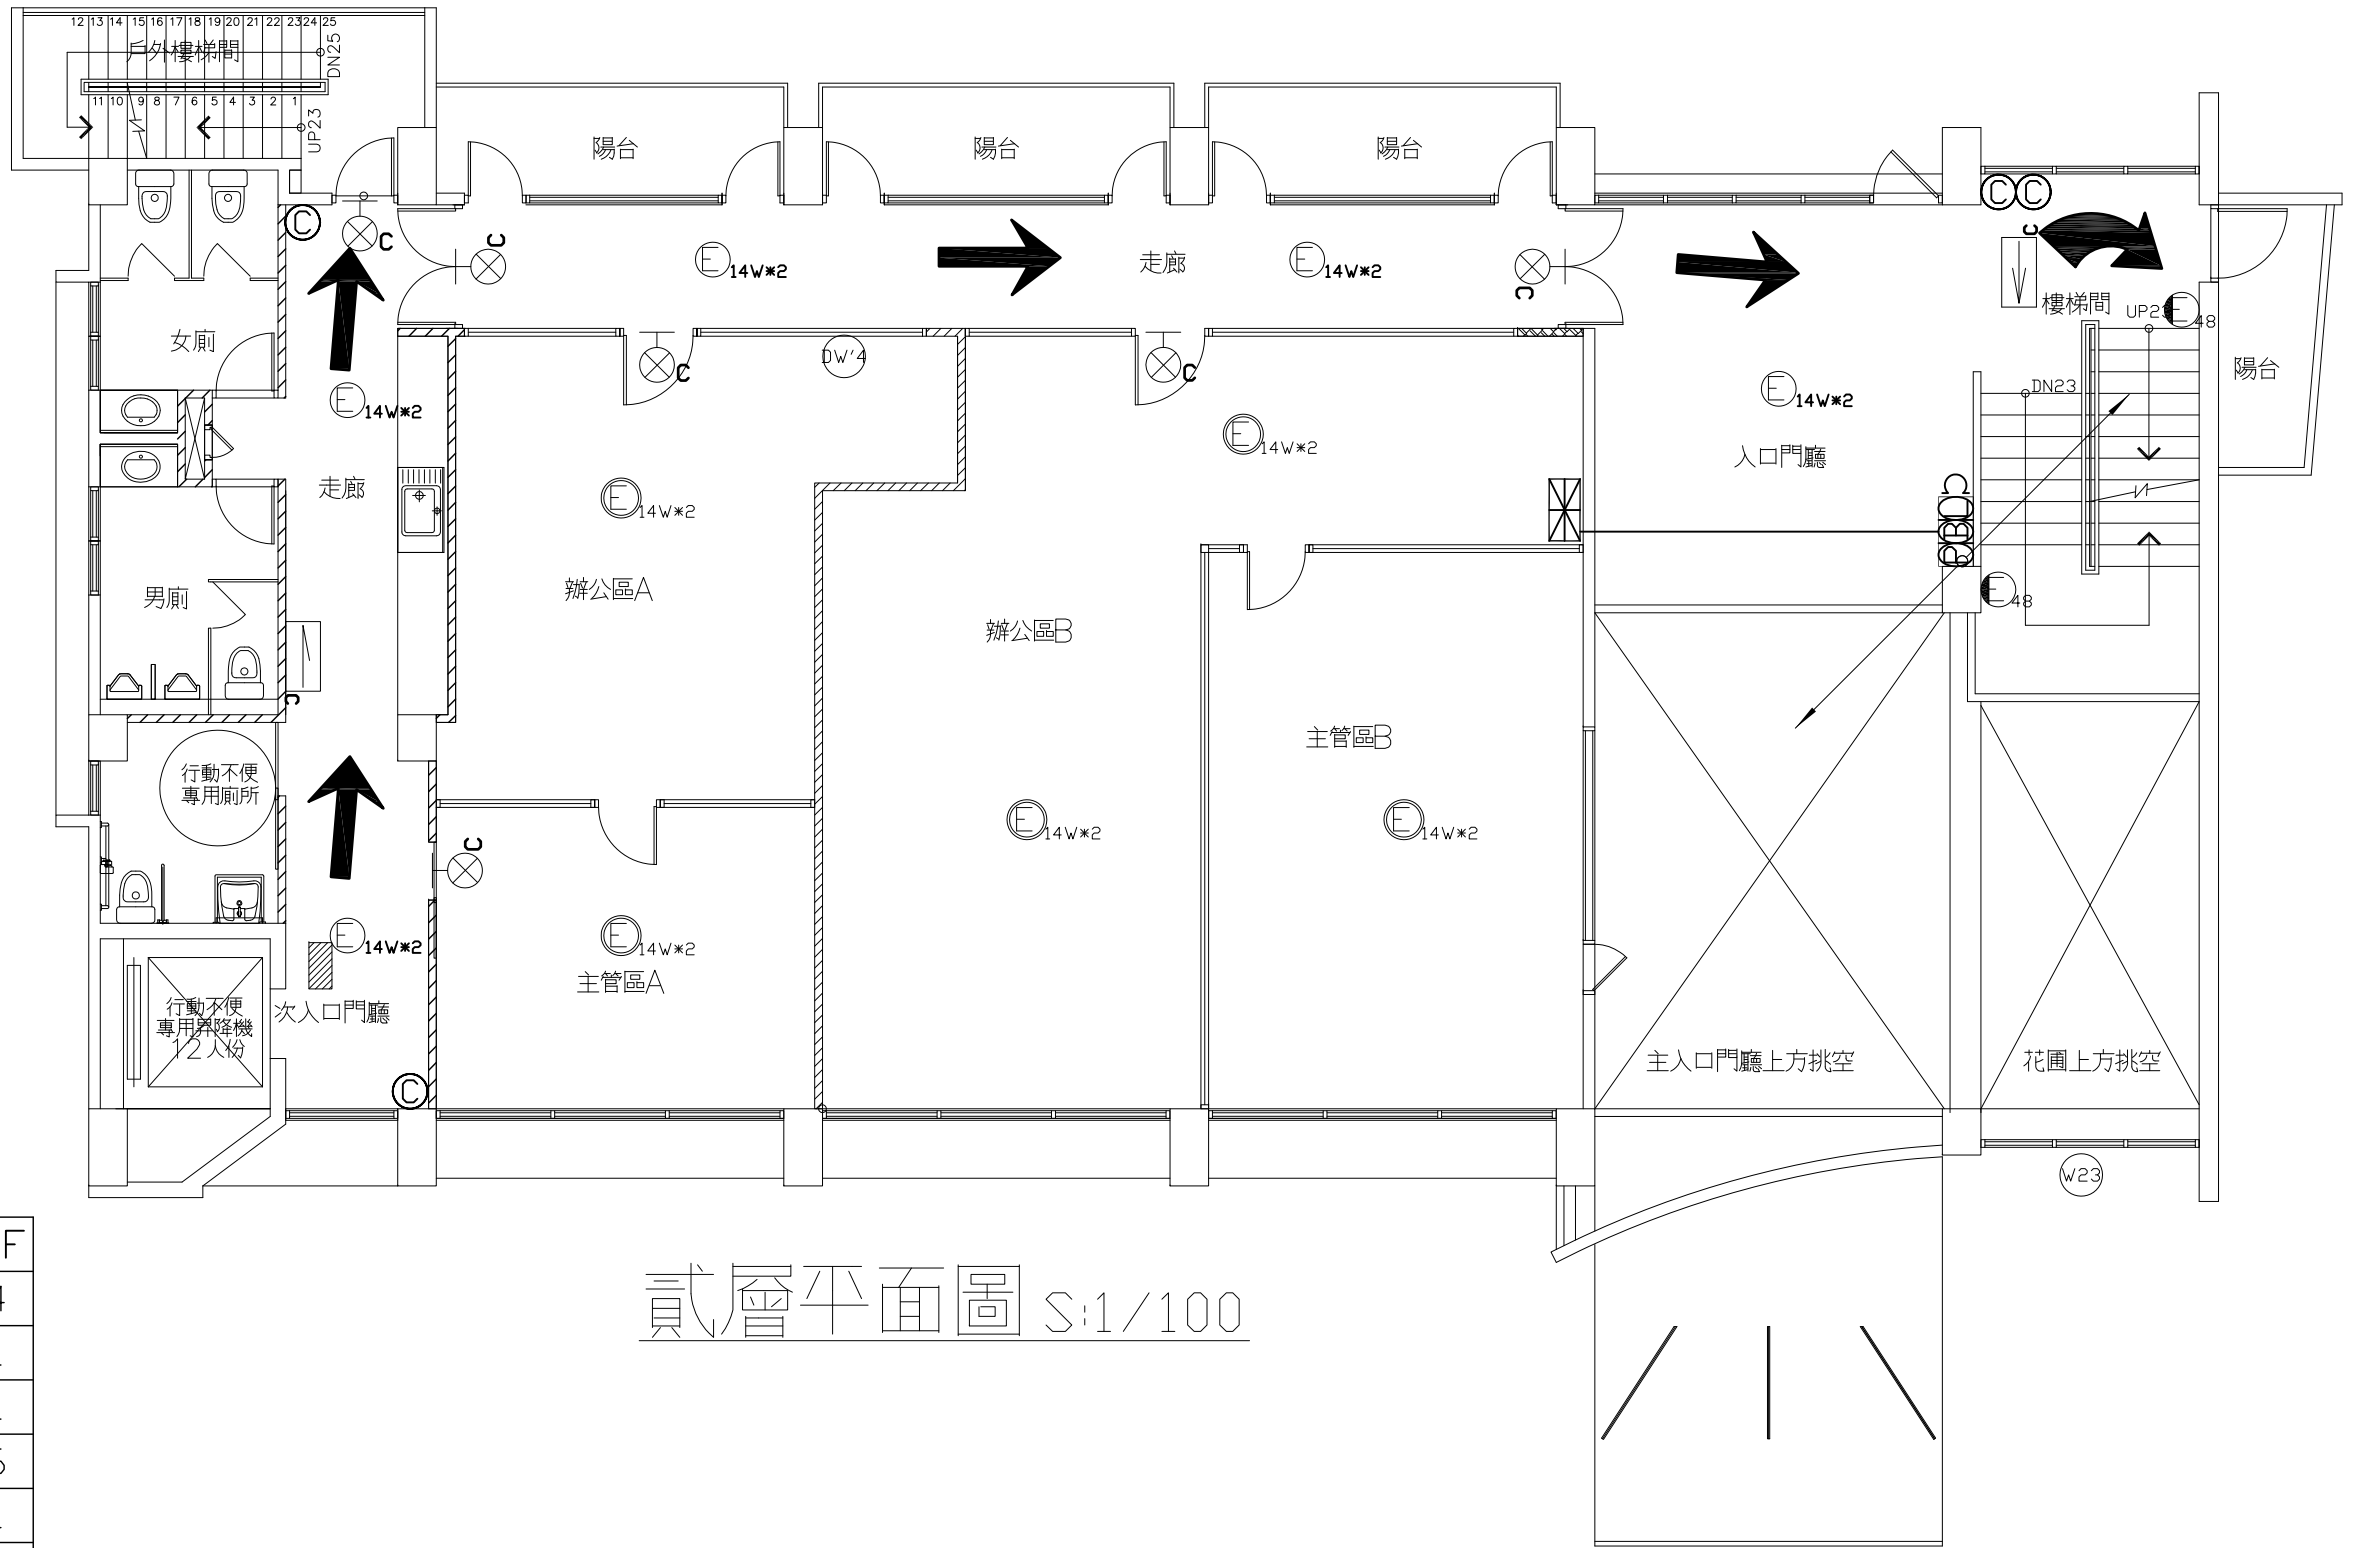 12 13 14 15 16 17 18 19 20 21 22 23 24 25
戶外樓梯間
DN25
11 10 9 8 7 6 5 4 3 2 1
UP23
陽台
陽台
陽台
C
C
C
C
C
C
E 14W*2
走廊
E 14W*2
C
C
樓梯間
UP23
E 48
女廁
DW'4
C
C
陽台
E 14W*2
E 14W*2
DN23
E 14W*2
入口門廳
走廊
E 14W*2
PBLC
男廁
辦公區A
辦公區B
E 48
C
主管區B
行動不便
專用廁所
C
E 14W*2
E 14W*2
E 14W*2
E 14W*2
主管區A
行動不便
專用昇降機
12人份
次入口門廳
C
主入口門廳上方挑空
花圃上方挑空
W23
F
貳層平面圖 S:1/100